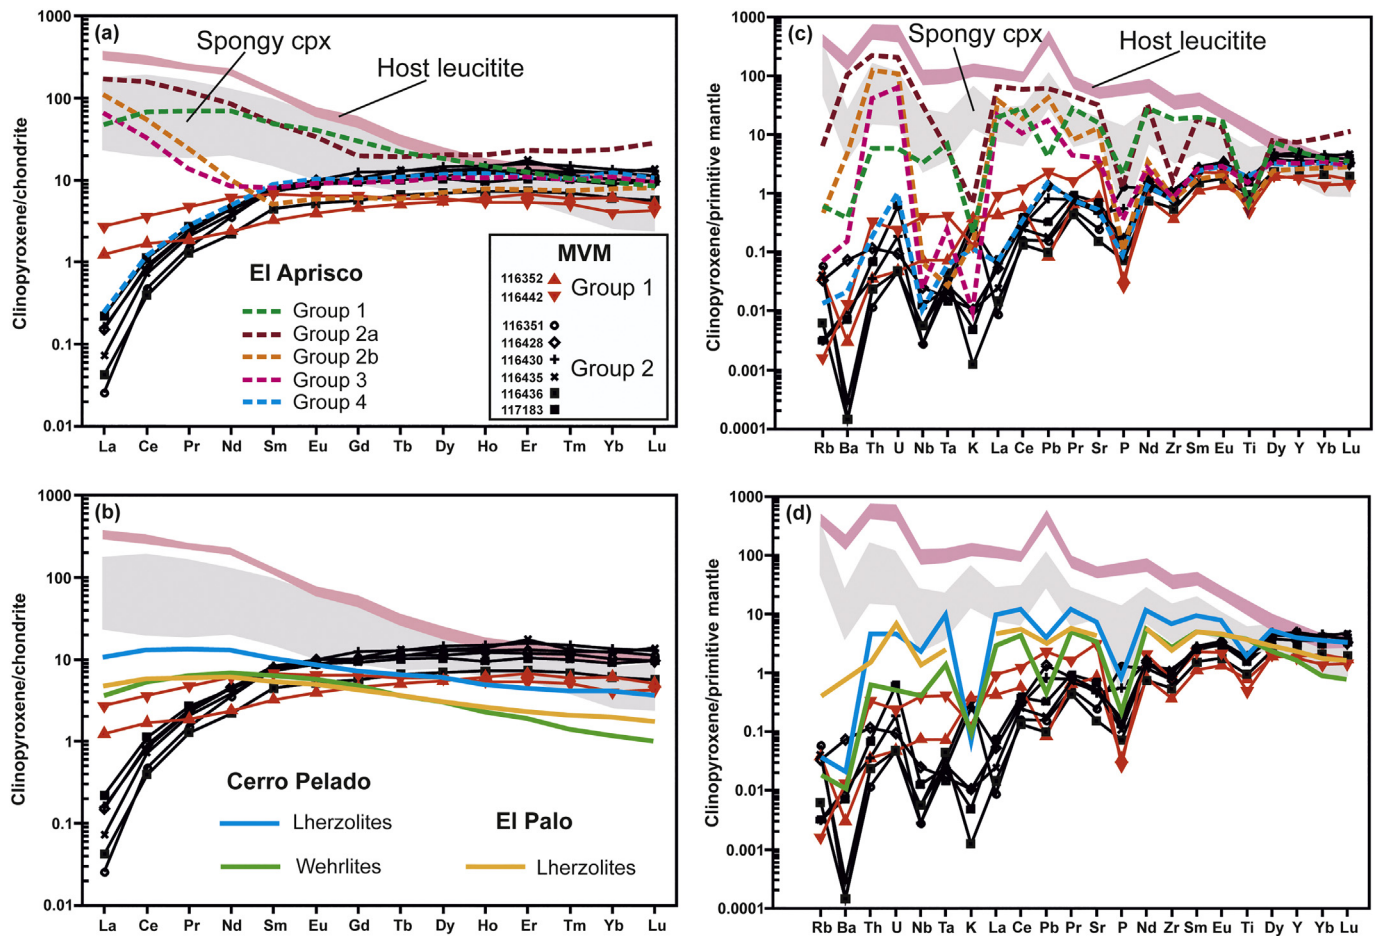 (a)
Spongy cpx
Host leucitite
1000
100
10
1
0.1
0.01
Clinopyroxene/chondrite
El Aprisco
Group 1
Group 2a
Group 2b
Group 3
Group 4
MVM
116352
116442
Group 1
116351
116428
116430
116435
116436
117183
Group 2
La Ce Pr Nd Sm Eu Gd Tb Dy Ho Er Tm Yb Lu
(c)
Spongy cpx
Host leucitite
1000
100
10
1
0.1
0.01
0.001
0.0001
Clinopyroxene/primitive mantle
Rb Ba Th U Nb Ta K La Ce Pb Pr Sr P Nd Zr Sm Eu Ti Dy Y Yb Lu
(b)
1000
100
10
1
0.1
0.01
Clinopyroxene/chondrite
Cerro Pelado
Lherzolites
Wehrlites
El Palo
Lherzolites
La Ce Pr Nd Sm Eu Gd Tb Dy Ho Er Tm Yb Lu
(d)
1000
100
10
1
0.1
0.01
0.001
0.0001
Clinopyroxene/primitive mantle
Rb Ba Th U Nb Ta K La Ce Pb Pr Sr P Nd Zr Sm Eu Ti Dy Y Yb Lu